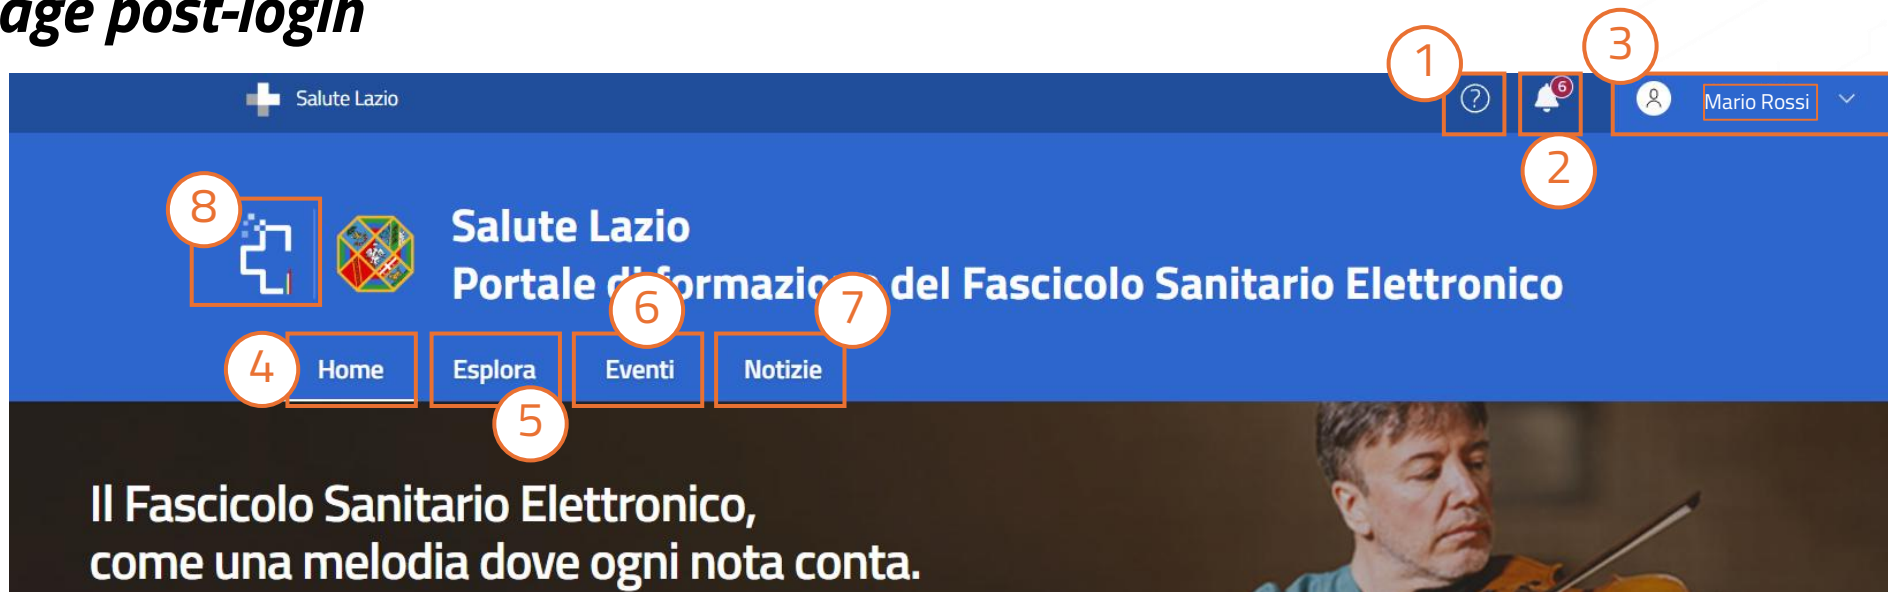 age post-login
1
3
Salute Lazio
?
6
Mario Rossi
2
8
Salute Lazio
Portale di formazione del Fascicolo Sanitario Elettronico
6
7
4
Home
Esplora
Eventi
Notizie
5
Il Fascicolo Sanitario Elettronico,
come una melodia dove ogni nota conta.